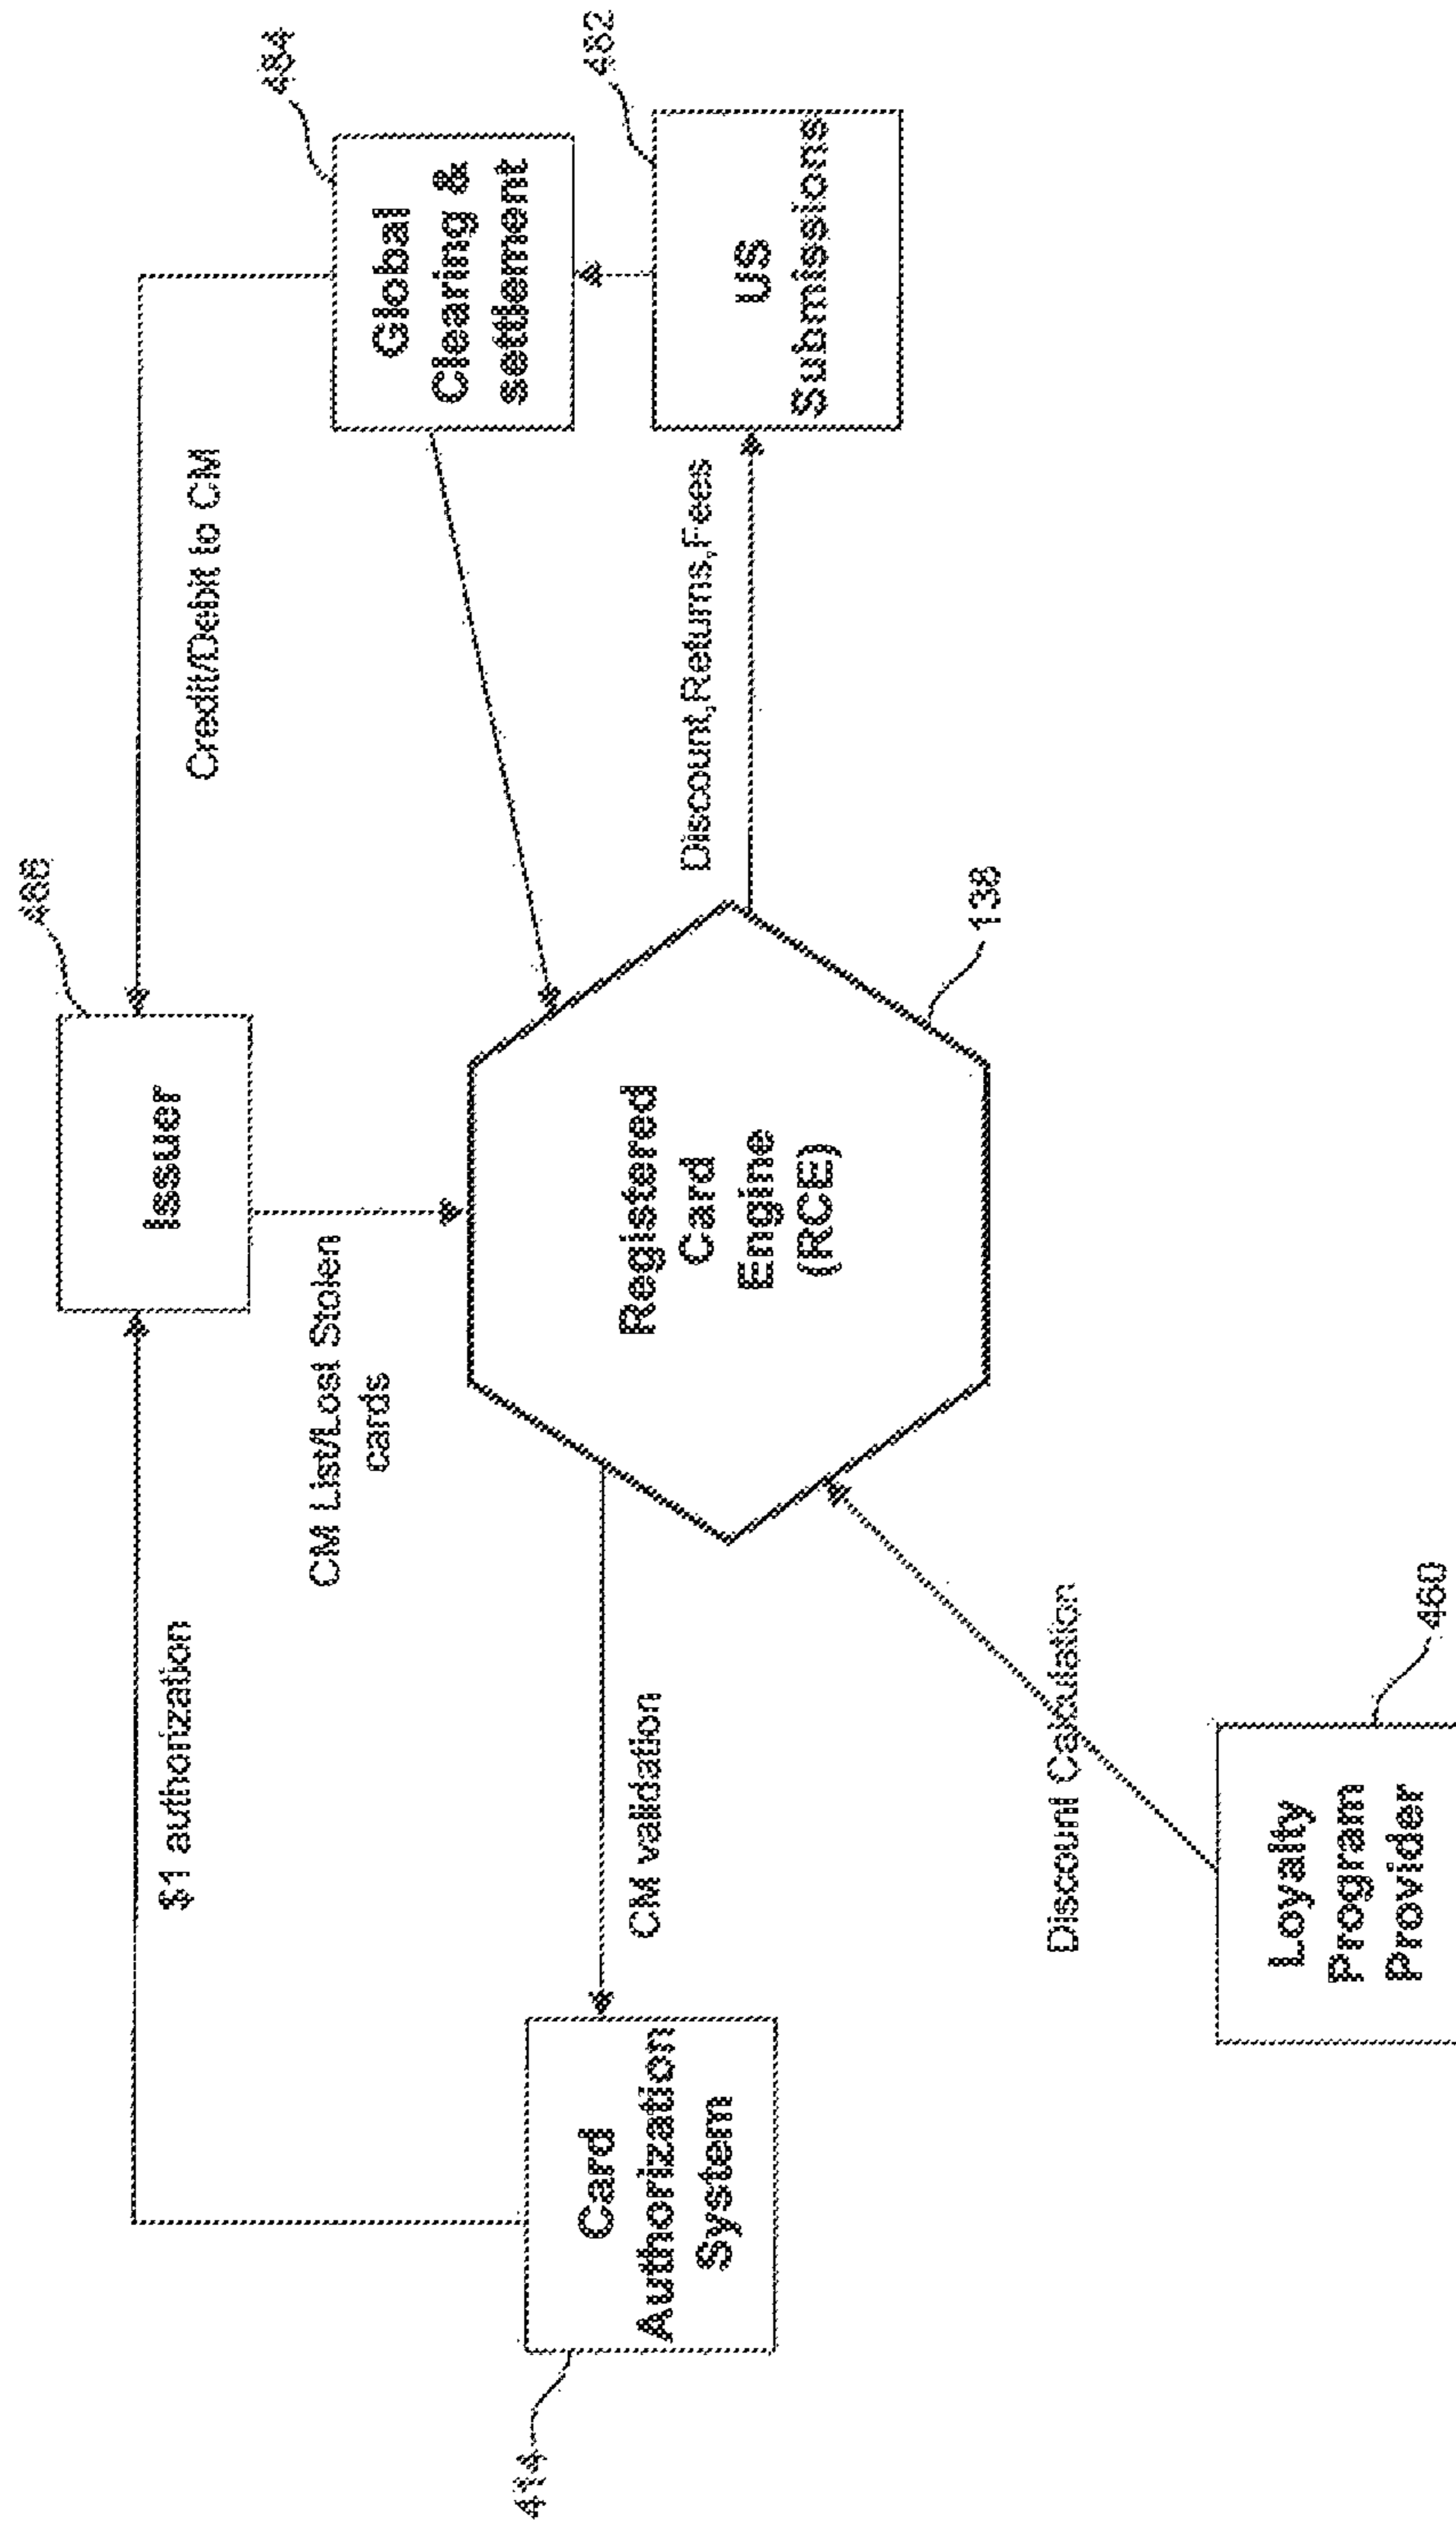 484
Global
Clearing &
settlement
482
US
Submissions
Credit/Debit to CM
Discount,Returns,Fees
Issuer
138
Registered
Card
Engine
(RCE)
CM List/Lost Stolen
cards
$1 authorization
CM validation
Discount Calculation
460
Loyalty
Program
Provider
Card
Authorization
System
414